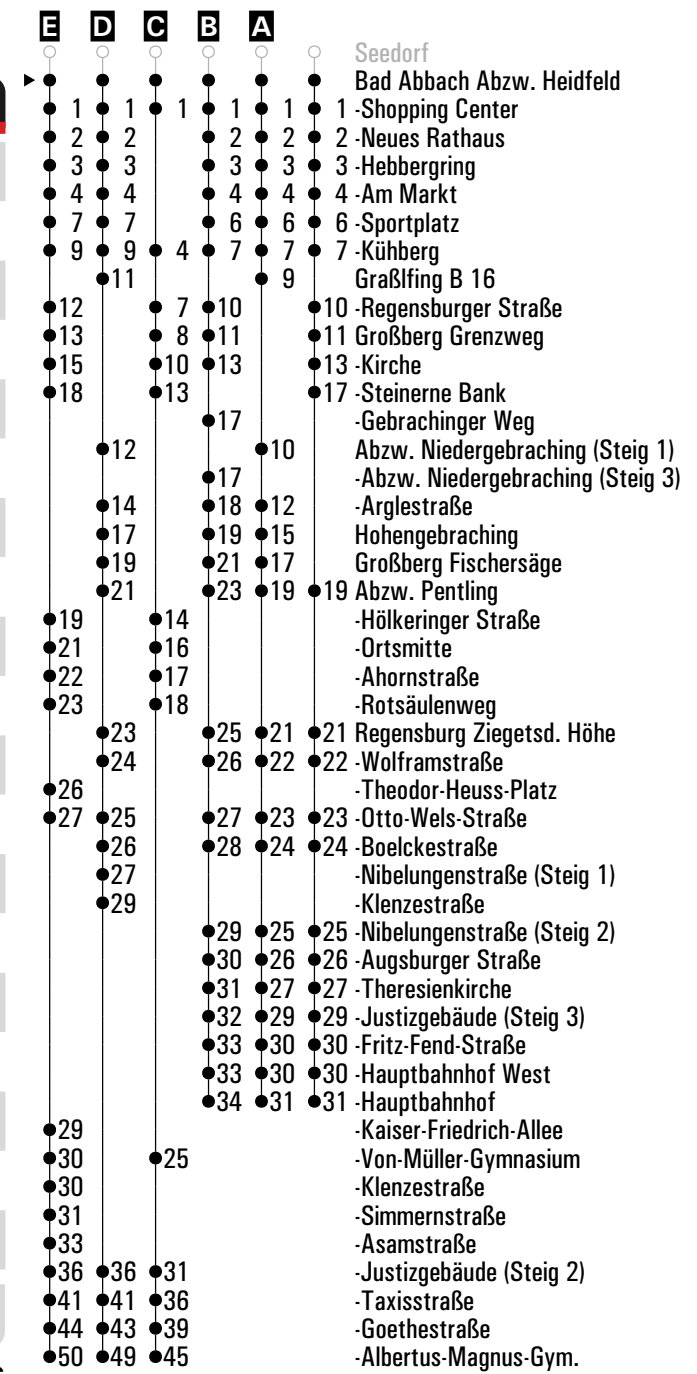 E D C B A
Seedorf
Bad Abbach Abzw. Heidfeld
1 1 1 1 1 1 -Shopping Center
2 2 2 2 2 -Neues Rathaus
3 3 3 3 3 -Hebbergring
4 4 4 4 4 -Am Markt
7 7 6 6 6 -Sportplatz
9 9 4 7 7 7 -Kühberg
11 9 Graßlfing B 16
12 7 10 10 -Regensburger Straße
13 8 11 11 Großberg Grenzweg
15 10 13 13 -Kirche
18 13 17 -Steinerne Bank
17 -Gebrachinger Weg
12 10 Abzw. Niedergebraching (Steig 1)
17 -Abzw. Niedergebraching (Steig 3)
14 18 12 -Arglestraße
17 19 15 Hohengebraching
19 21 17 Großberg Fischersäge
21 23 19 19 Abzw. Pentling
19 14 -Hölkeringer Straße
21 16 -Ortsmitte
22 17 -Ahornstraße
23 18 -Rotsäulenweg
23 25 21 21 Regensburg Ziegetsd. Höhe
24 26 22 22 -Wolframstraße
26 -Theodor-Heuss-Platz
27 25 27 23 23 -Otto-Wels-Straße
26 28 24 24 -Boelckestraße
27 -Nibelungenstraße (Steig 1)
29 -Klenzestraße
29 25 25 -Nibelungenstraße (Steig 2)
30 26 26 -Augsburger Straße
31 27 27 -Theresienkirche
32 29 29 -Justizgebäude (Steig 3)
33 30 30 -Fritz-Fend-Straße
33 30 30 -Hauptbahnhof West
34 31 31 -Hauptbahnhof
29 -Kaiser-Friedrich-Allee
30 25 -Von-Müller-Gymnasium
30 -Klenzestraße
31 -Simmernstraße
33 -Asamstraße
36 36 31 -Justizgebäude (Steig 2)
41 41 36 -Taxisstraße
44 43 39 -Goethestraße
50 49 45 -Albertus-Magnus-Gym.